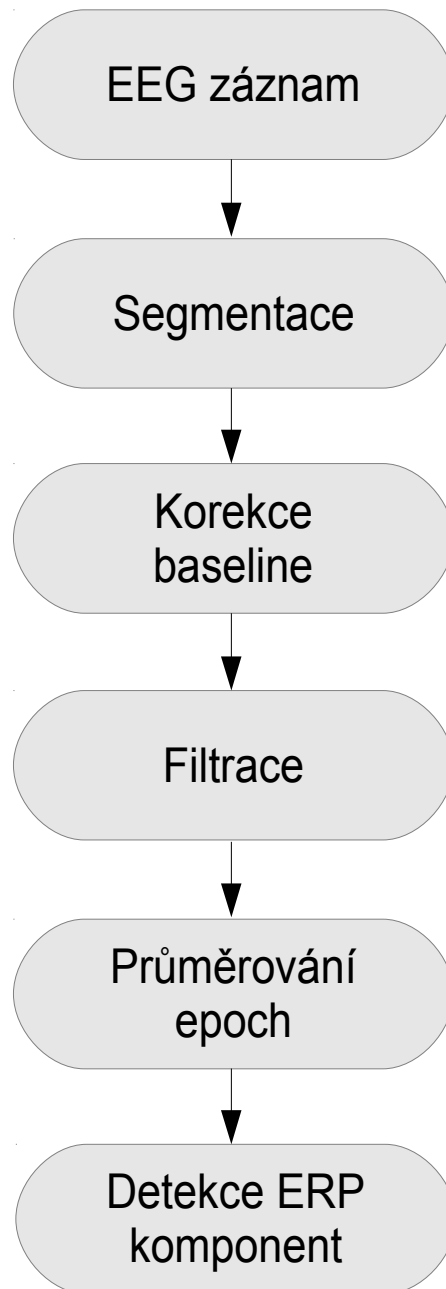 EEG záznam
Segmentace
Korekce
baseline
Filtrace
Průměrování
epoch
Detekce ERP
komponent